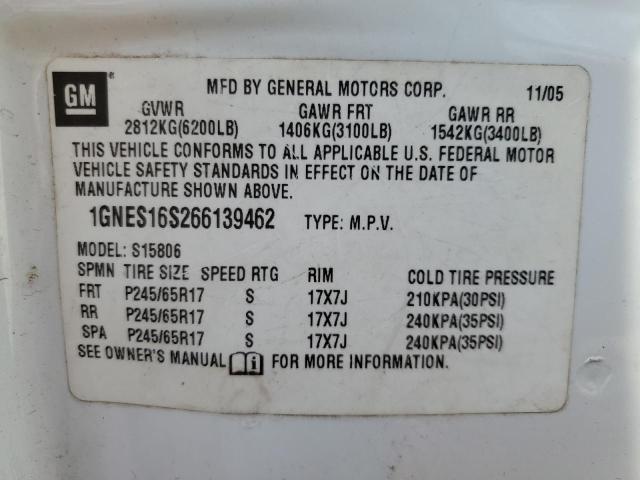 GM
MFD BY GENERAL MOTORS CORP. 11/05
GVWR GAWR FRT GAWR RR
2812KG(6200LB) 1406KG(3100LB) 1542KG(3400LB)
THIS VEHICLE CONFORMS TO ALL APPLICABLE U.S. FEDERAL MOTOR
VEHICLE SAFETY STANDARDS IN EFFECT ON THE DATE OF
MANUFACTURE SHOWN ABOVE.
1GNES16S266139462 TYPE: M.P.V.
MODEL: S15806
SPMN TIRE SIZE SPEED RTG RIM COLD TIRE PRESSURE
FRT P245/65R17 S 17X7J 210KPA(30PSI)
RR P245/65R17 S 17X7J 240KPA(35PSI)
SPA P245/65R17 S 17X7J 240KPA(35PSI)
SEE OWNER'S MANUAL i FOR MORE INFORMATION.